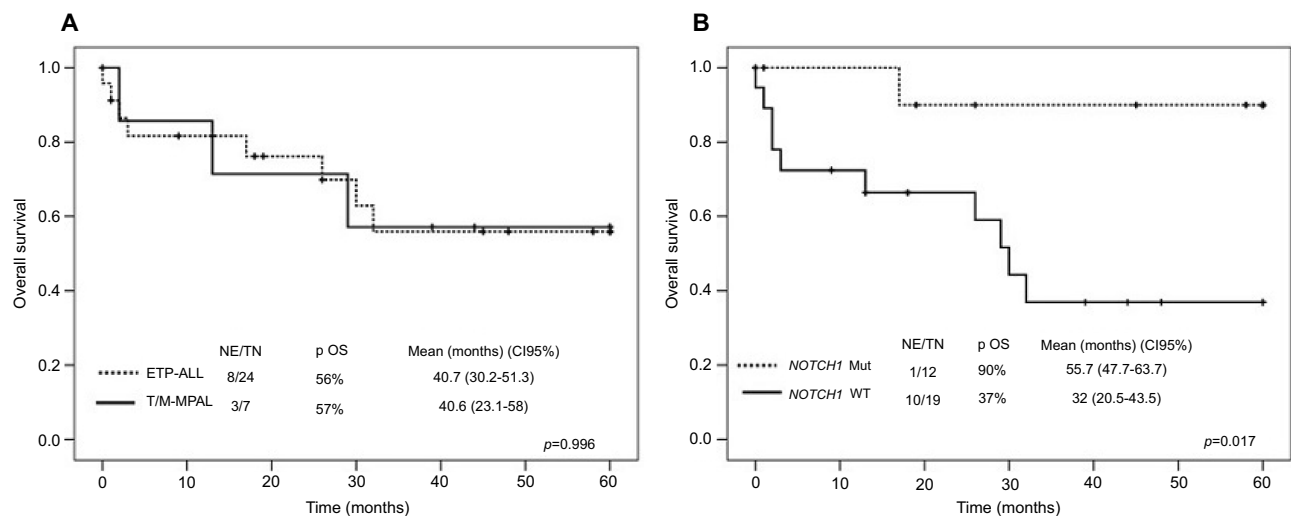 A
Overall survival
1.0
0.8
0.6
0.4
0.2
0.0
NE/TN p OS Mean (months) (CI95%)
ETP-ALL 8/24 56% 40.7 (30.2-51.3)
T/M-MPAL 3/7 57% 40.6 (23.1-58)
p=0.996
0 10 20 30 40 50 60
Time (months)
B
Overall survival
1.0
0.8
0.6
0.4
0.2
0.0
NE/TN p OS Mean (months) (CI95%)
NOTCH1 Mut 1/12 90% 55.7 (47.7-63.7)
NOTCH1 WT 10/19 37% 32 (20.5-43.5)
p=0.017
0 10 20 30 40 50 60
Time (months)